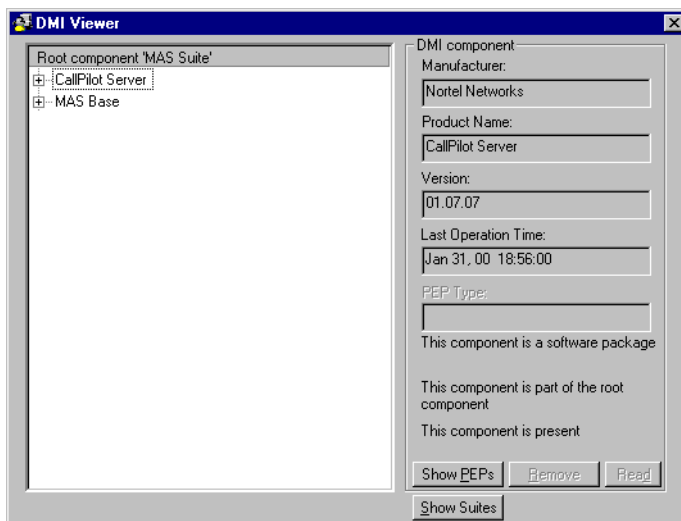 DMI Viewer
Root component 'MAS Suite'
CallPilot Server
MAS Base
DMI component
Manufacturer:
Nortel Networks
Product Name:
CallPilot Server
Version:
01.07.07
Last Operation Time:
Jan 31, 00 18:56:00
PEP Type:
This component is a software package
This component is part of the root
component
This component is present
Show PEPs
Remove
Read
Show Suites